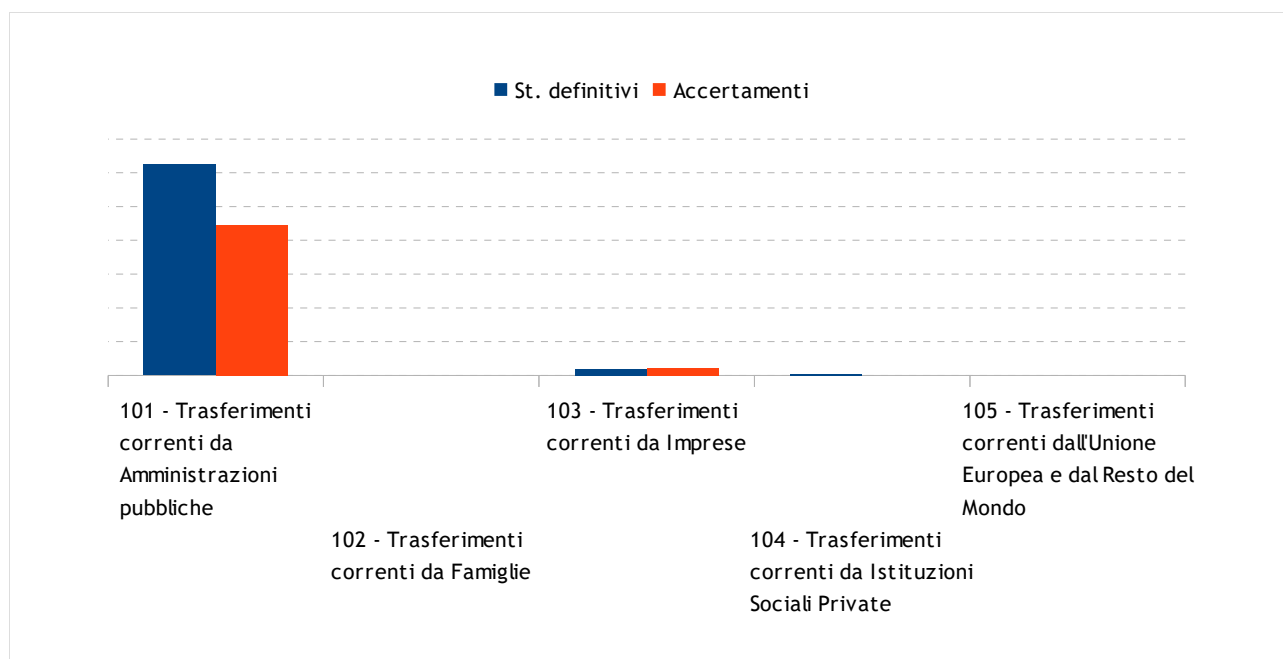 St. definitivi Accertamenti
101 - Trasferimenti
correnti da
Amministrazioni
pubbliche
102 - Trasferimenti
correnti da Famiglie
103 - Trasferimenti
correnti da Imprese
104 - Trasferimenti
correnti da Istituzioni
Sociali Private
105 - Trasferimenti
correnti dall'Unione
Europea e dal Resto del
Mondo